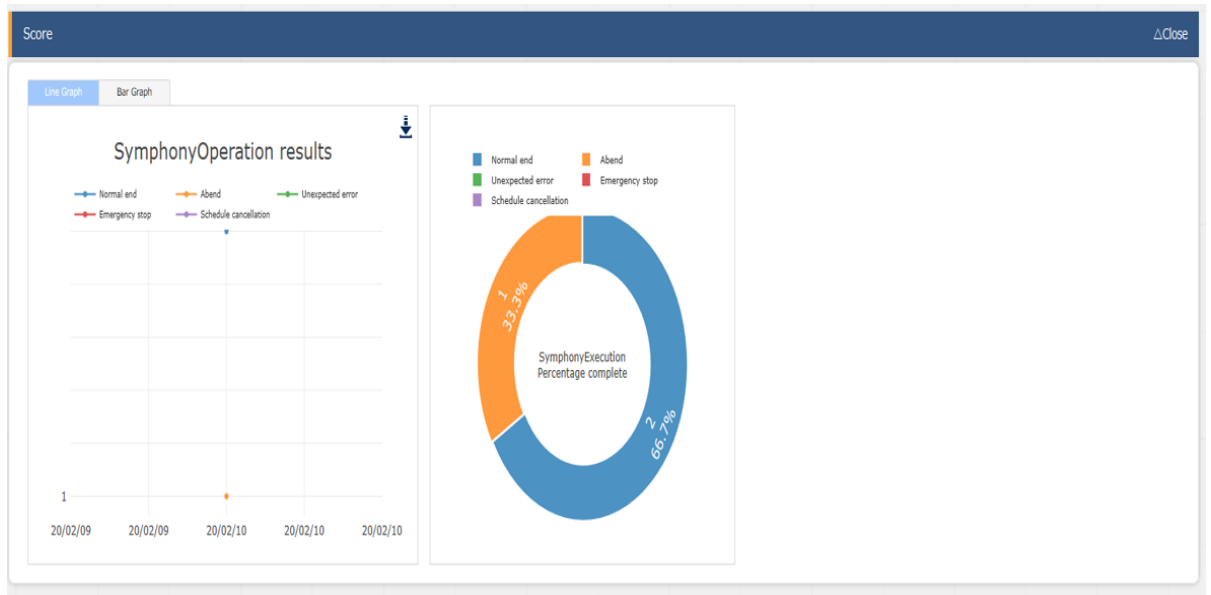 Score
△Close
Line Graph
Bar Graph
SymphonyOperation results
Normal end
Abend
Unexpected error
Emergency stop
Schedule cancellation
1
20/02/09
20/02/09
20/02/10
20/02/10
20/02/10
Normal end
Abend
Unexpected error
Emergency stop
Schedule cancellation
1
33.3%
SymphonyExecution
Percentage complete
2
66.7%